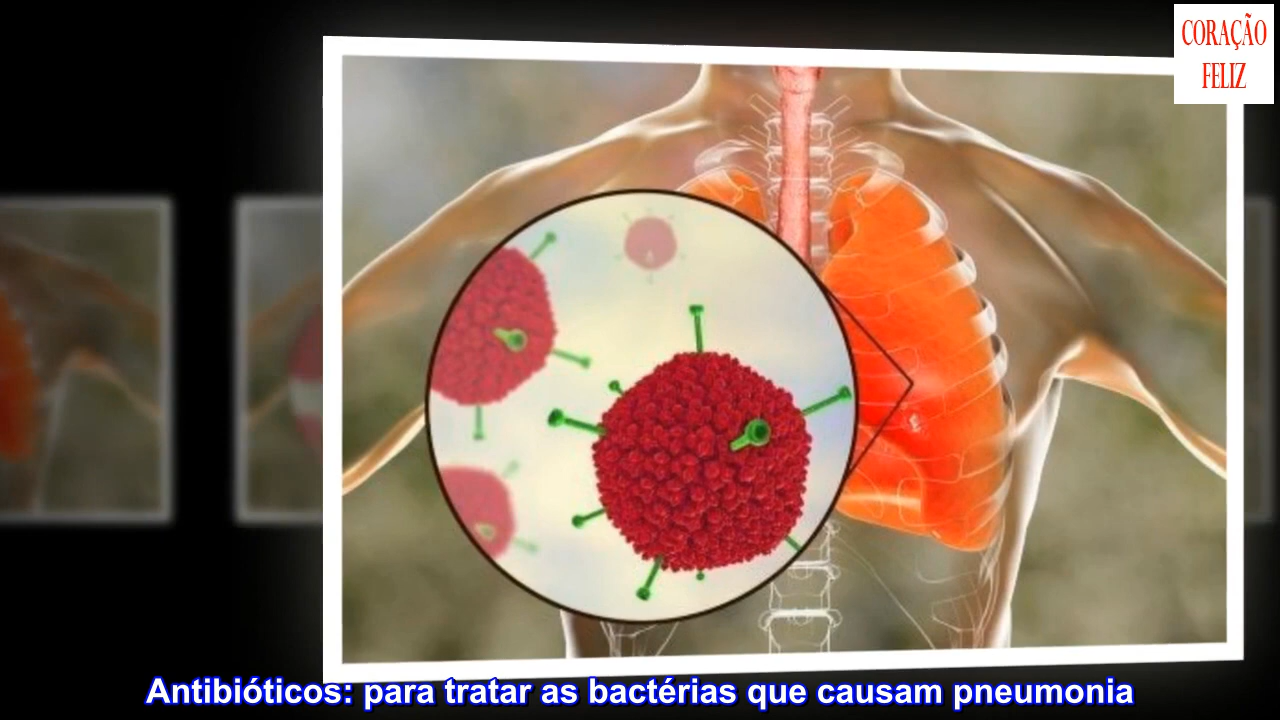 CORAÇÃO
FELIZ
Antibióticos: para tratar as bactérias que causam pneumonia